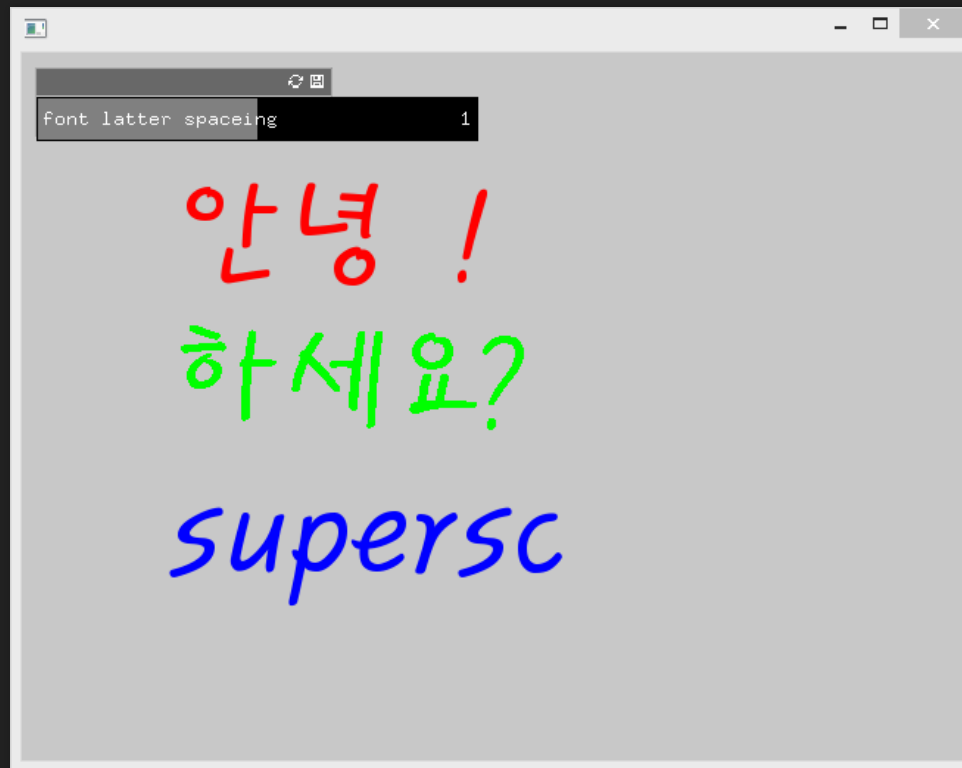 font latter spaceing 1
안녕 !
하세요?
supersc